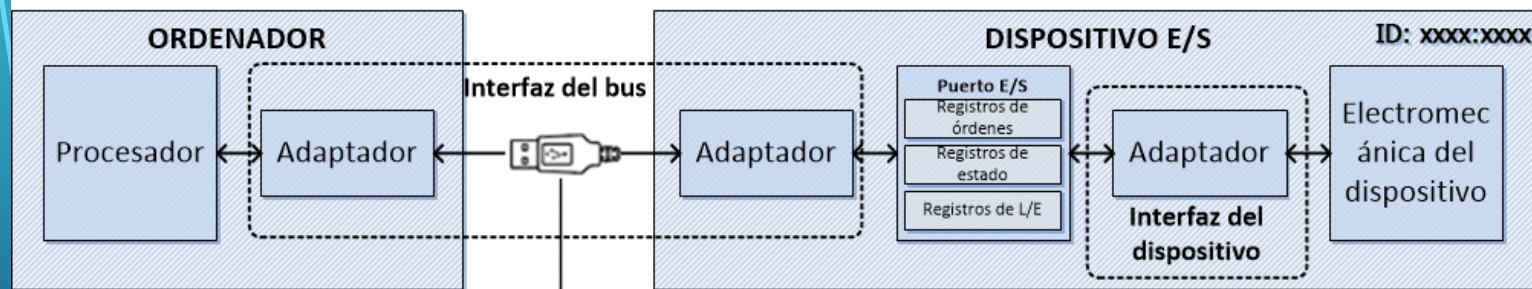 ORDENADOR
DISPOSITIVO E/S
ID: xxxx:xxxx
Procesador
Interfaz del bus
Adaptador
Adaptador
Puerto E/S
Registros de
órdenes
Registros de
estado
Registros de L/E
Adaptador
Interfaz del
dispositivo
Electromec
ánica del
dispositivo